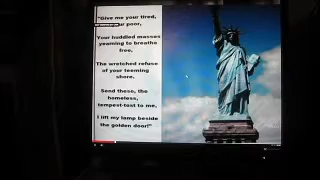 "Give me your tired,
ur poor,
Your huddled masses
yearning to breathe
free,
The wretched refuse
of your teeming
shore.
Send these, the
homeless,
tempest-tost to me,
I lift my lamp beside
the golden door!"